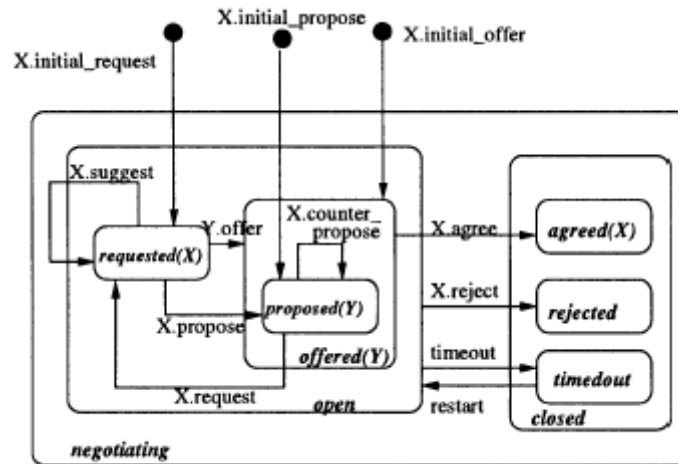 X.initial_propose
X.initial_offer
X.initial_request
X.suggest
Y.offer
X.counter_
propose
X.agree
agreed(X)
requested(X)
X.reject
proposed(Y)
rejected
X.propose
offered(Y)
timeout
timedout
X.request
open
restart
closed
negotiating